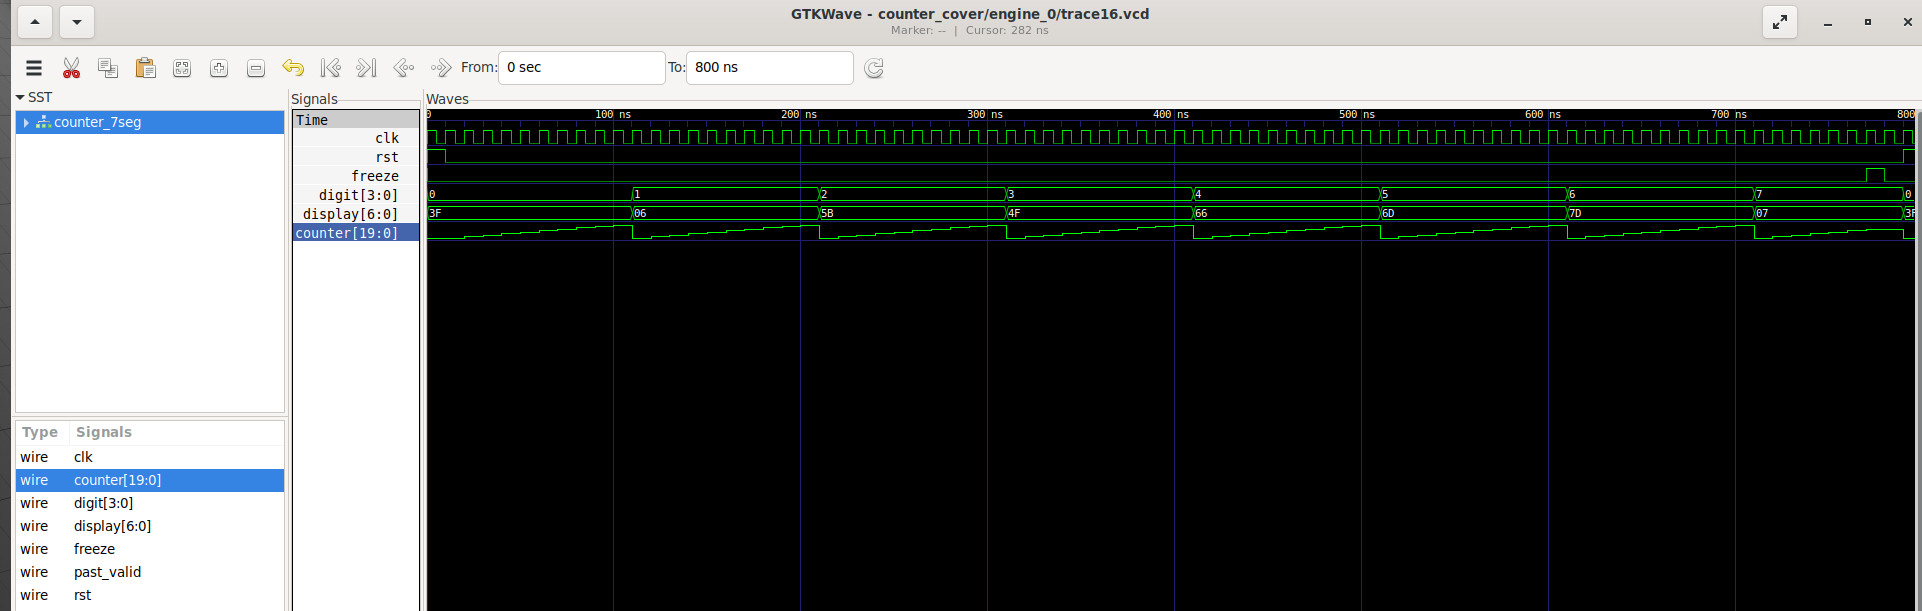 GTKWave - counter_cover/engine_0/trace16.vcd
Marker: -- | Cursor: 282 ns
From: 0 sec To: 800 ns
SST
counter_7seg
Type Signals
wire clk
wire counter[19:0]
wire digit[3:0]
wire display[6:0]
wire freeze
wire past_valid
wire rst
Signals
Time
clk
rst
freeze
digit[3:0]
display[6:0]
counter[19:0]
Waves
0 100 ns 200 ns 300 ns 400 ns 500 ns 600 ns 700 ns 800
0 1 2 3 4 5 6 7 0
3F 06 5B 4F 66 6D 7D 07 3F